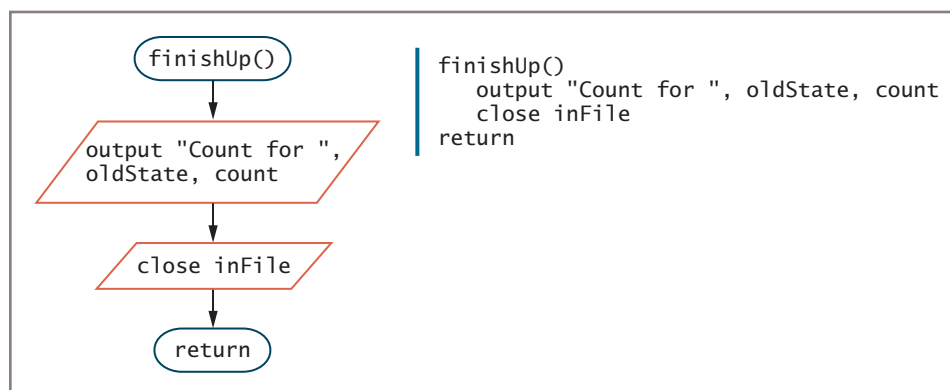 finishUp()
output "Count for ",
oldState, count
close inFile
return
finishUp()
output "Count for ", oldState, count
close inFile
return